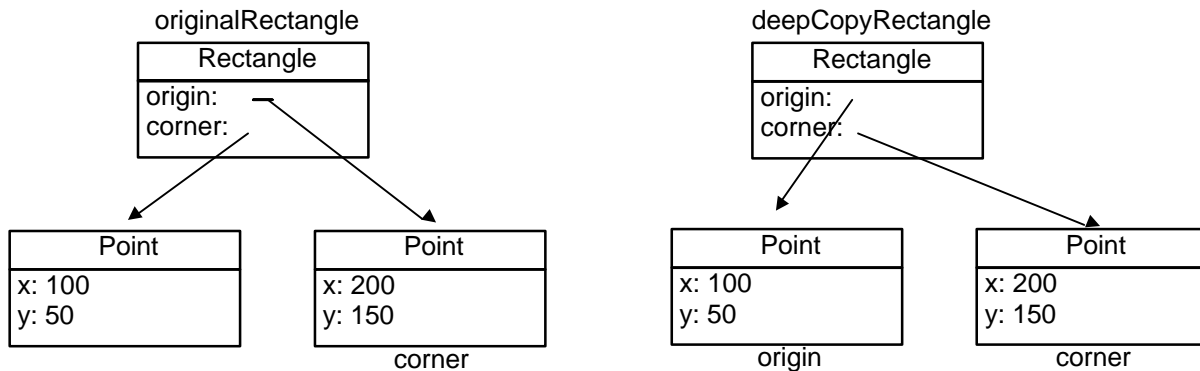 originalRectangle
Rectangle
origin:
corner:
Point
x: 100
y: 50
Point
x: 200
y: 150
corner
deepCopyRectangle
Rectangle
origin:
corner:
Point
x: 100
y: 50
origin
Point
x: 200
y: 150
corner